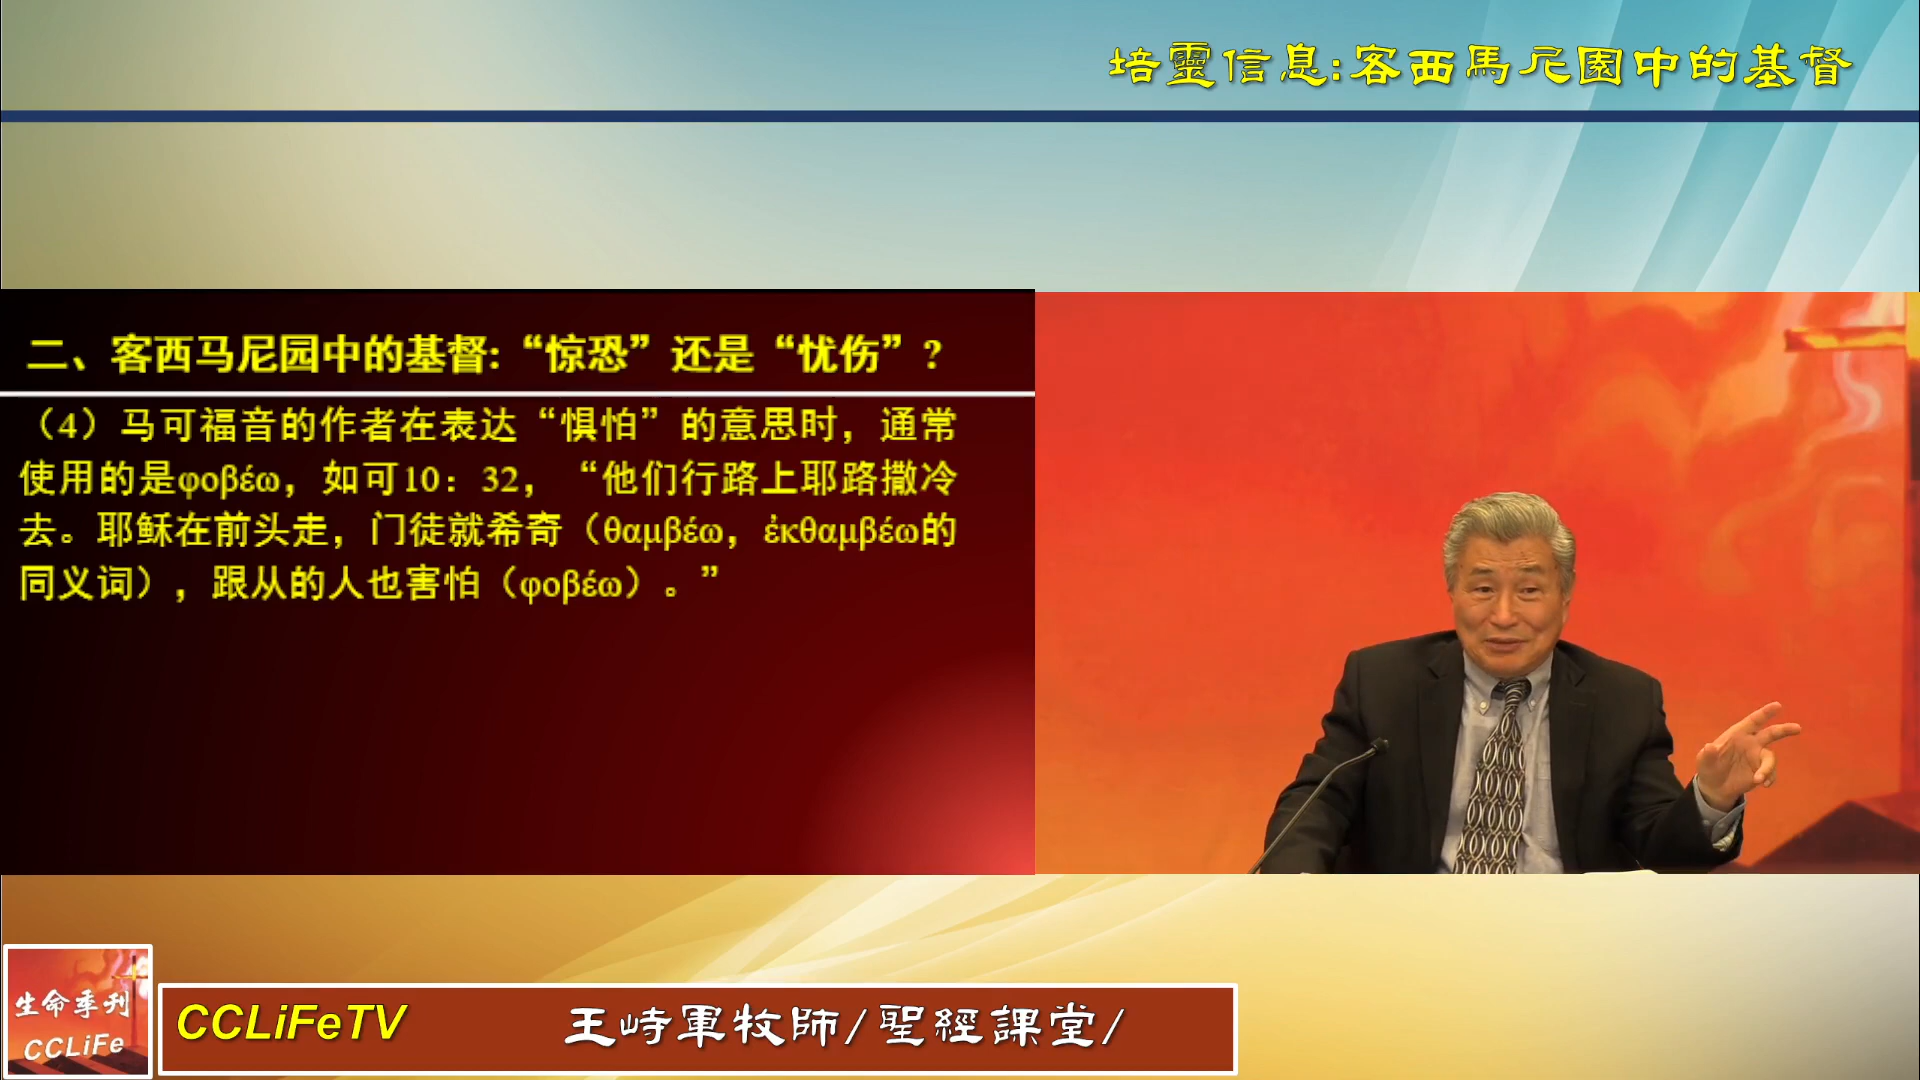 培靈信息:客西馬尼園中的基督
二、客西马尼园中的基督:“惊恐”还是“忧伤”?
（4）马可福音的作者在表达“惧怕”的意思时，通常
使用的是φοβέω，如可10：32，“他们行路上耶路撒冷
去。耶稣在前头走，门徒就希奇（θαμβέω，ἐκθαμβέω的
同义词），跟从的人也害怕（φοβέω）。”
生命季刊
CCLiFe
CCLiFeTV 王峙軍牧師/聖經課堂/